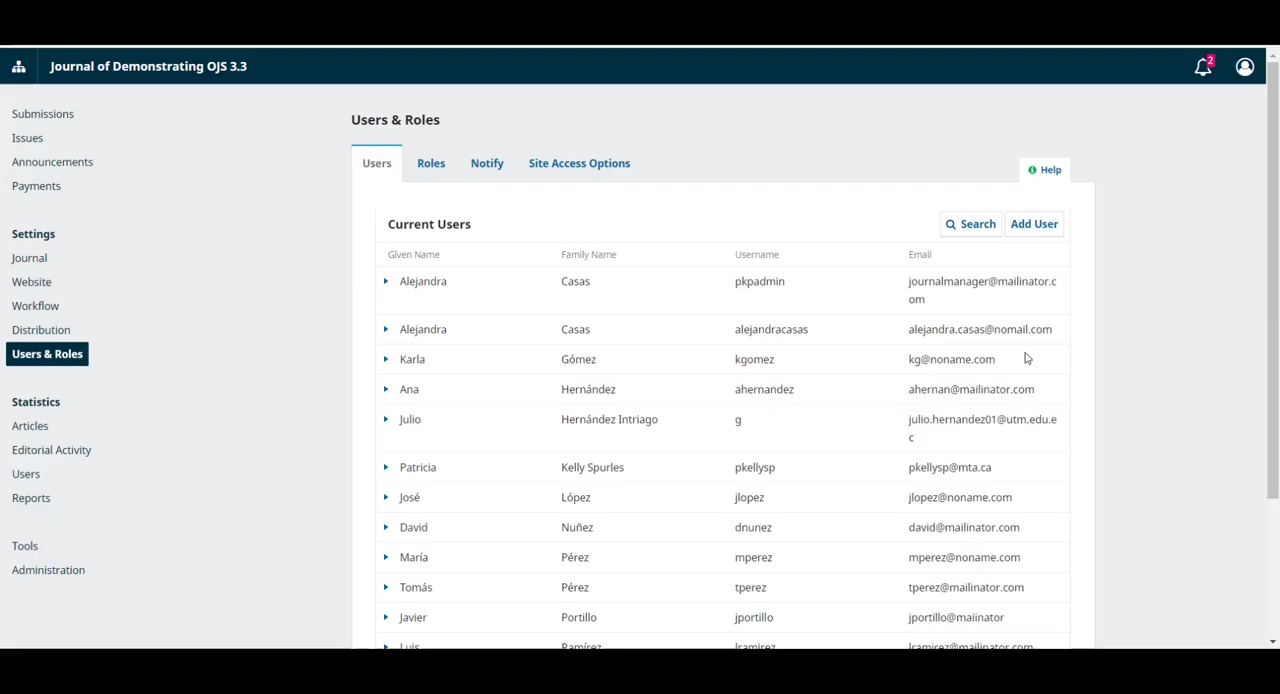 Journal of Demonstrating OJS 3.3
2
Submissions
Issues
Announcements
Payments
Settings
Journal
Website
Workflow
Distribution
Users & Roles
Statistics
Articles
Editorial Activity
Users
Reports
Tools
Administration
Users & Roles
Users Roles Notify Site Access Options
Help
Current Users Search Add User
Given Name Family Name Username Email
Alejandra Casas pkpadmin journalmanager@mailinator.c
om
Alejandra Casas alejandracasas alejandra.casas@nomail.com
Karla Gómez kgomez kg@noname.com
Ana Hernández ahernandez ahernan@mailinator.com
Julio Hernández Intriago g julio.hernandez01@utm.edu.e
c
Patricia Kelly Spurles pkellysp pkellysp@mta.ca
José López jlopez jlopez@noname.com
David Nuñez dnunez david@mailinator.com
María Pérez mperez mperez@noname.com
Tomás Pérez tperez tperez@mailinator.com
Javier Portillo jportillo jportillo@maiinator
Luis Ramírez lramirez lramirez@mailinator.com